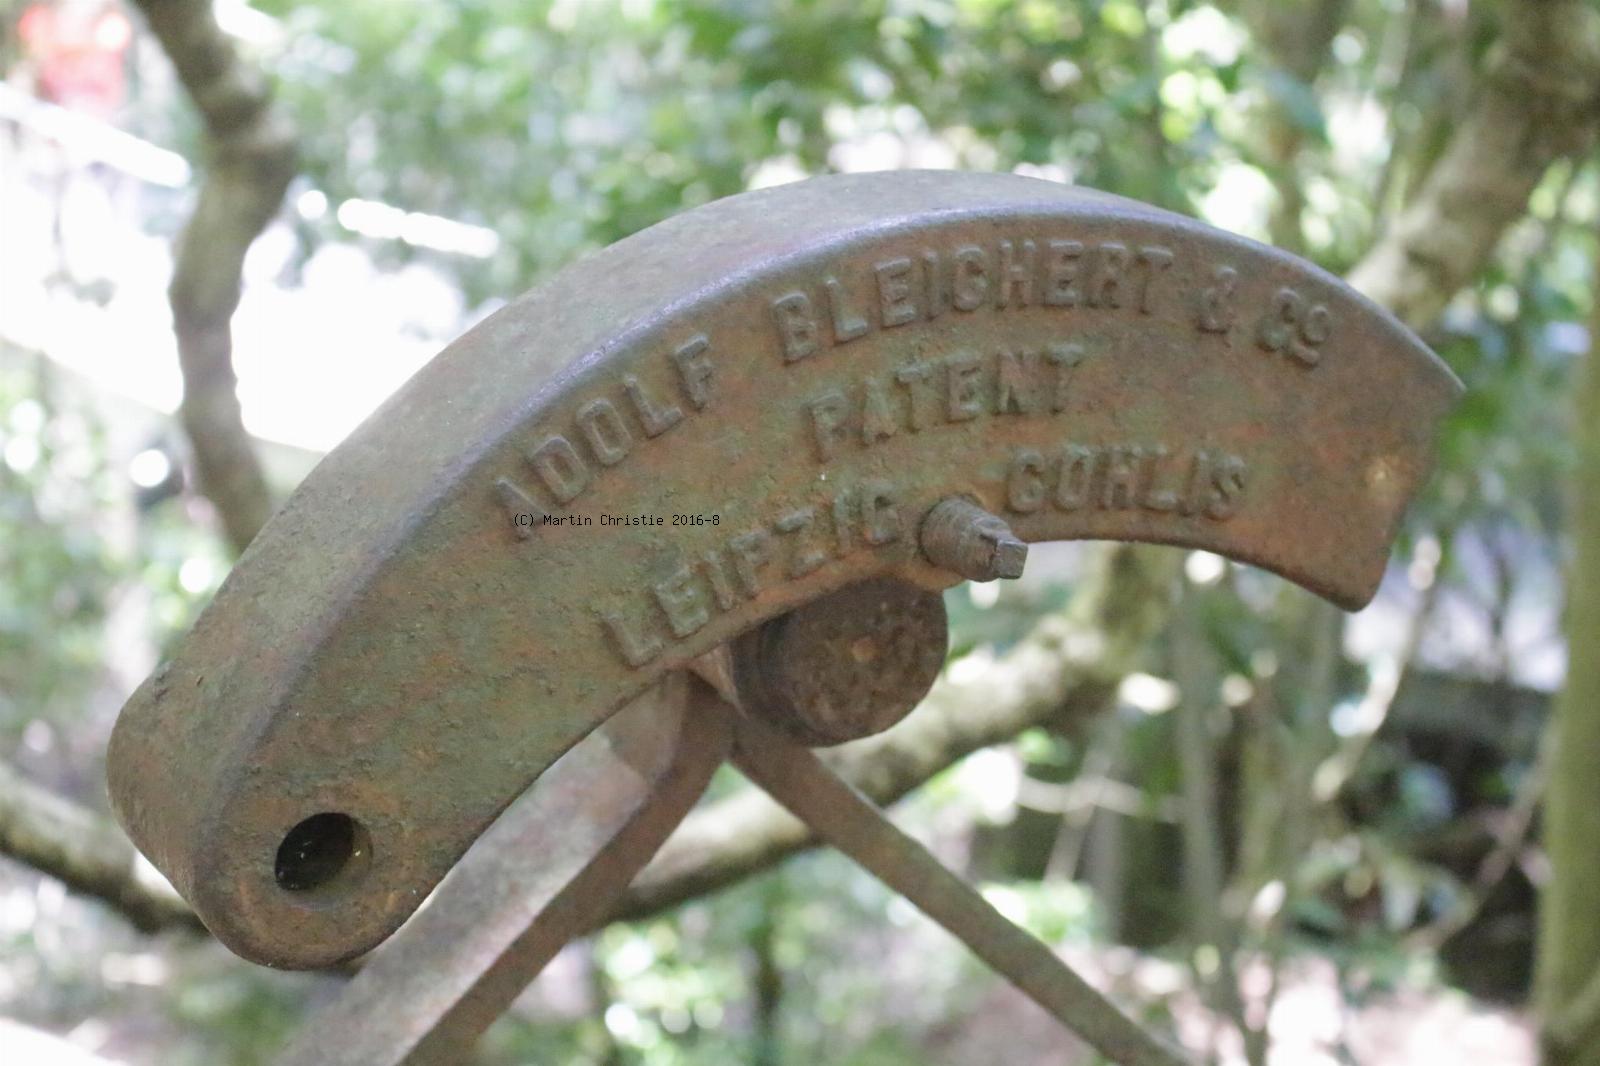 ADOLF BLEICHERT & Co
PATENT
LEIPZIG GOHLIS
(C) Martin Christie 2016-8